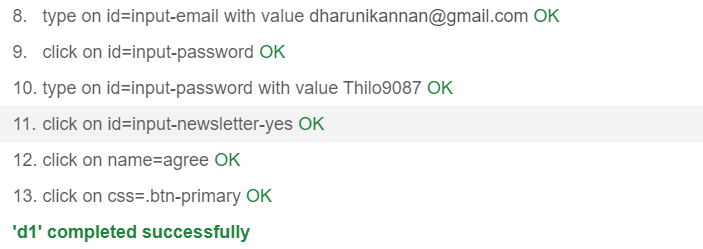 8. type on id=input-email with value dharunikannan@gmail.com OK
9. click on id=input-password OK
10. type on id=input-password with value Thilo9087 OK
11. click on id=input-newsletter-yes OK
12. click on name=agree OK
13. click on css=.btn-primary OK
'd1' completed successfully